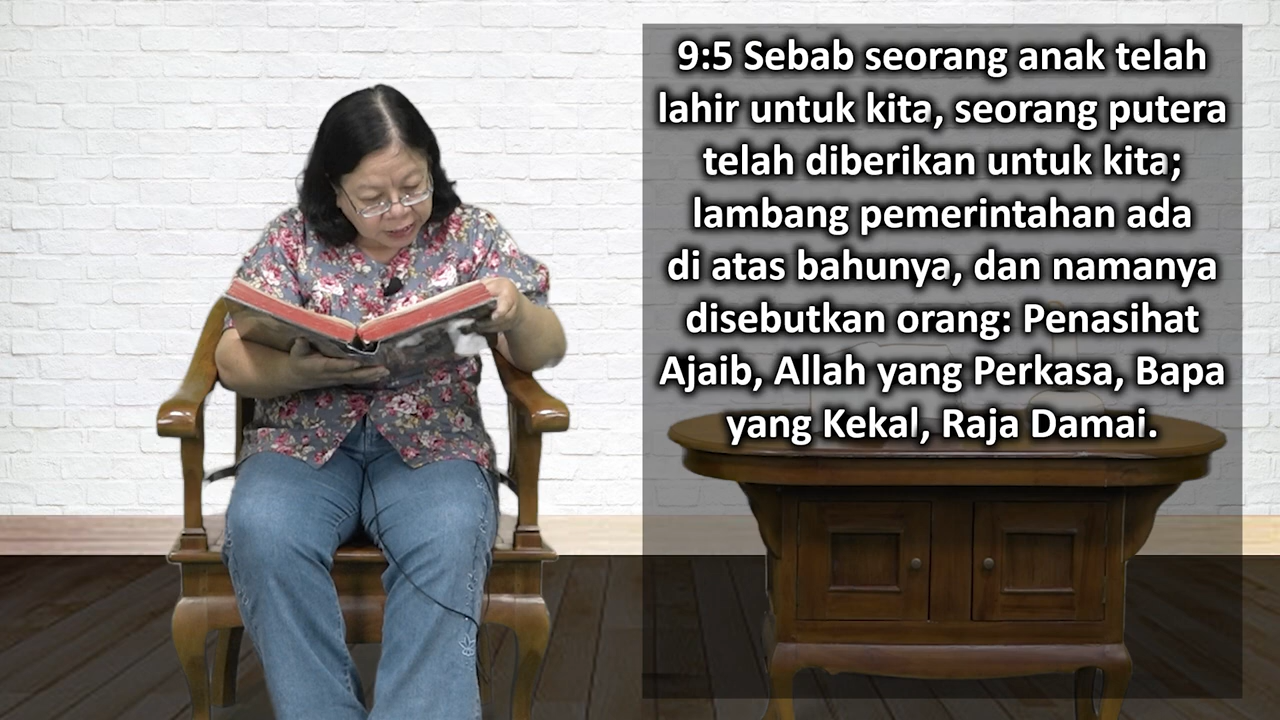 9:5 Sebab seorang anak telah
lahir untuk kita, seorang putera
telah diberikan untuk kita;
lambang pemerintahan ada
di atas bahunya, dan namanya
disebutkan orang: Penasihat
Ajaib, Allah yang Perkasa, Bapa
yang Kekal, Raja Damai.